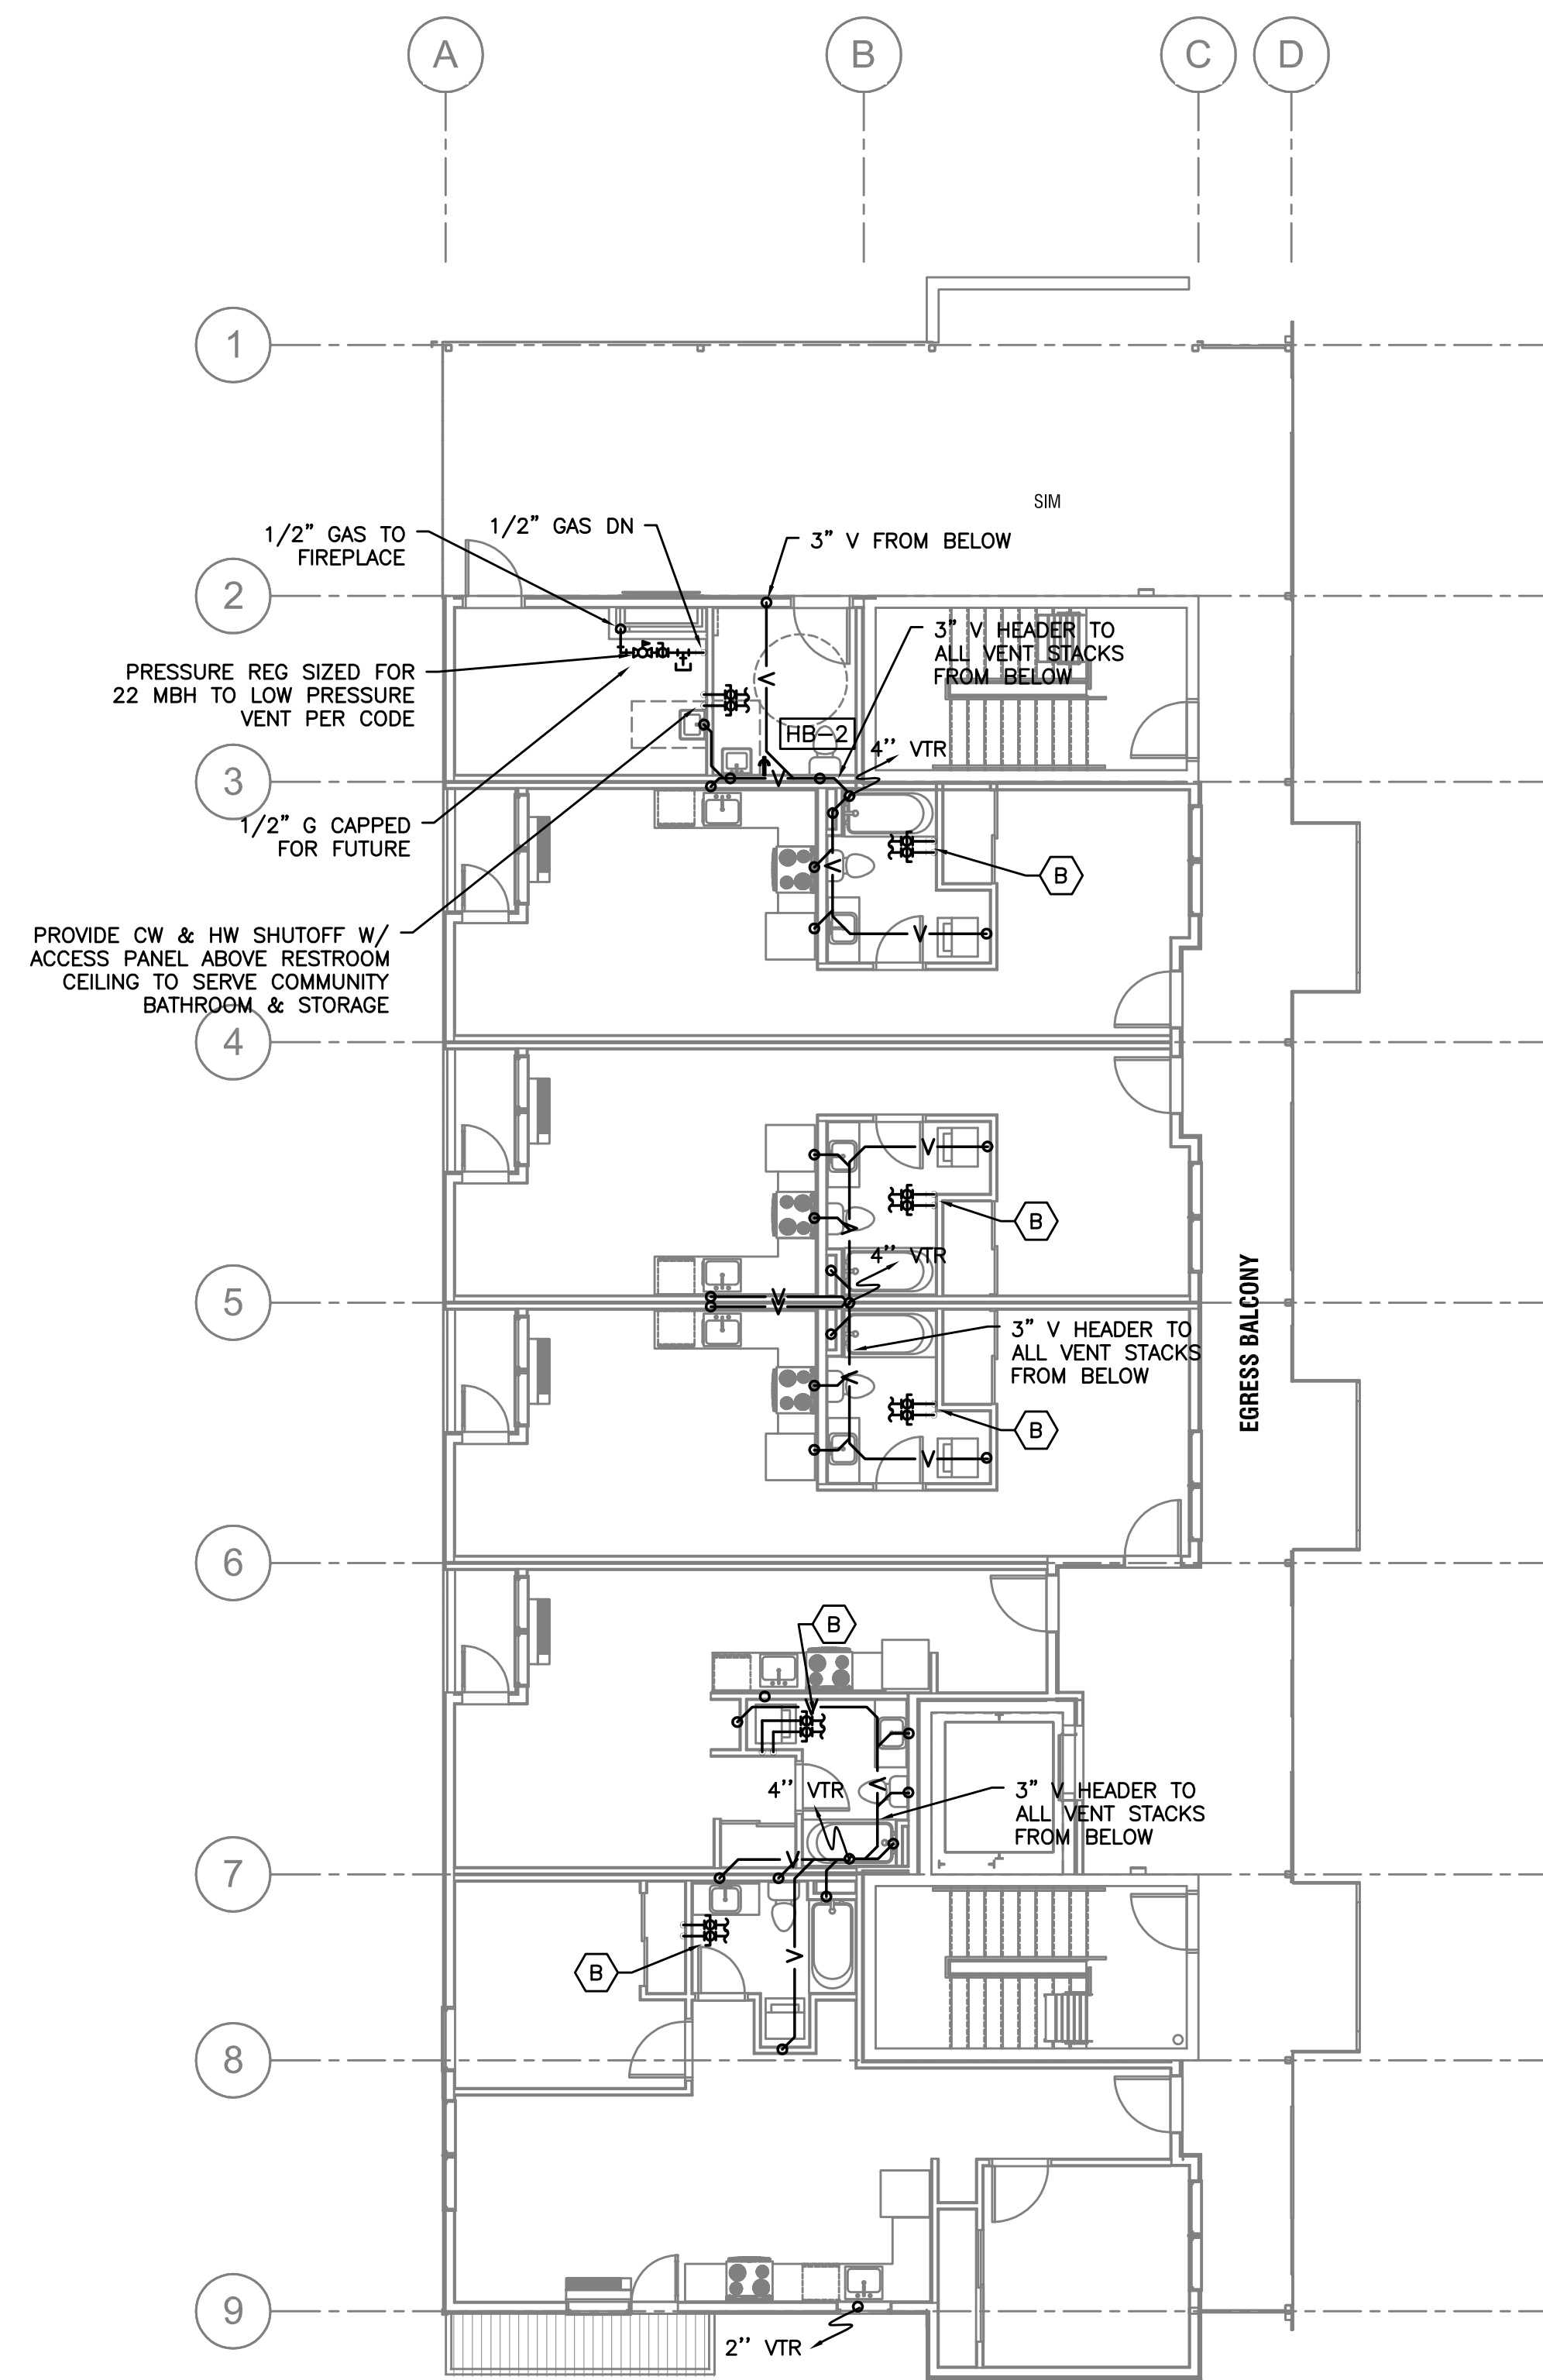 A
B
C
D
1
SIM
1/2" GAS TO
FIREPLACE
1/2" GAS DN
3" V FROM BELOW
2
3" V HEADER TO
ALL VENT STACKS
FROM BELOW
PRESSURE REG SIZED FOR
22 MBH TO LOW PRESSURE
VENT PER CODE
V
HB-2
4'' VTR
3
V
1/2" G CAPPED
FOR FUTURE
V
B
PROVIDE CW & HW SHUTOFF W/
ACCESS PANEL ABOVE RESTROOM
CEILING TO SERVE COMMUNITY
BATHROOM & STORAGE
V
4
V
B
V
4'' VTR
5
V
V
EGRESS BALCONY
3" V HEADER TO
ALL VENT STACKS
FROM BELOW
V
B
V
6
B
V
4'' VTR
V
3" V HEADER TO
ALL VENT STACKS
FROM BELOW
V
7
V
B
8
9
2'' VTR